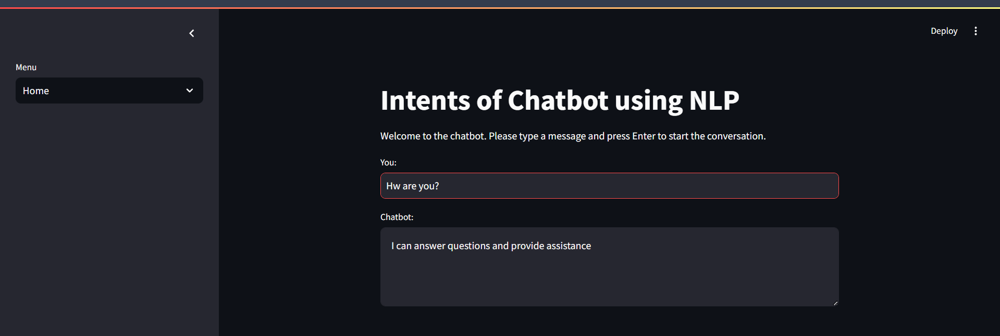 Deploy
Menu
Home
Intents of Chatbot using NLP
Welcome to the chatbot. Please type a message and press Enter to start the conversation.
You:
Hw are you?
Chatbot:
I can answer questions and provide assistance